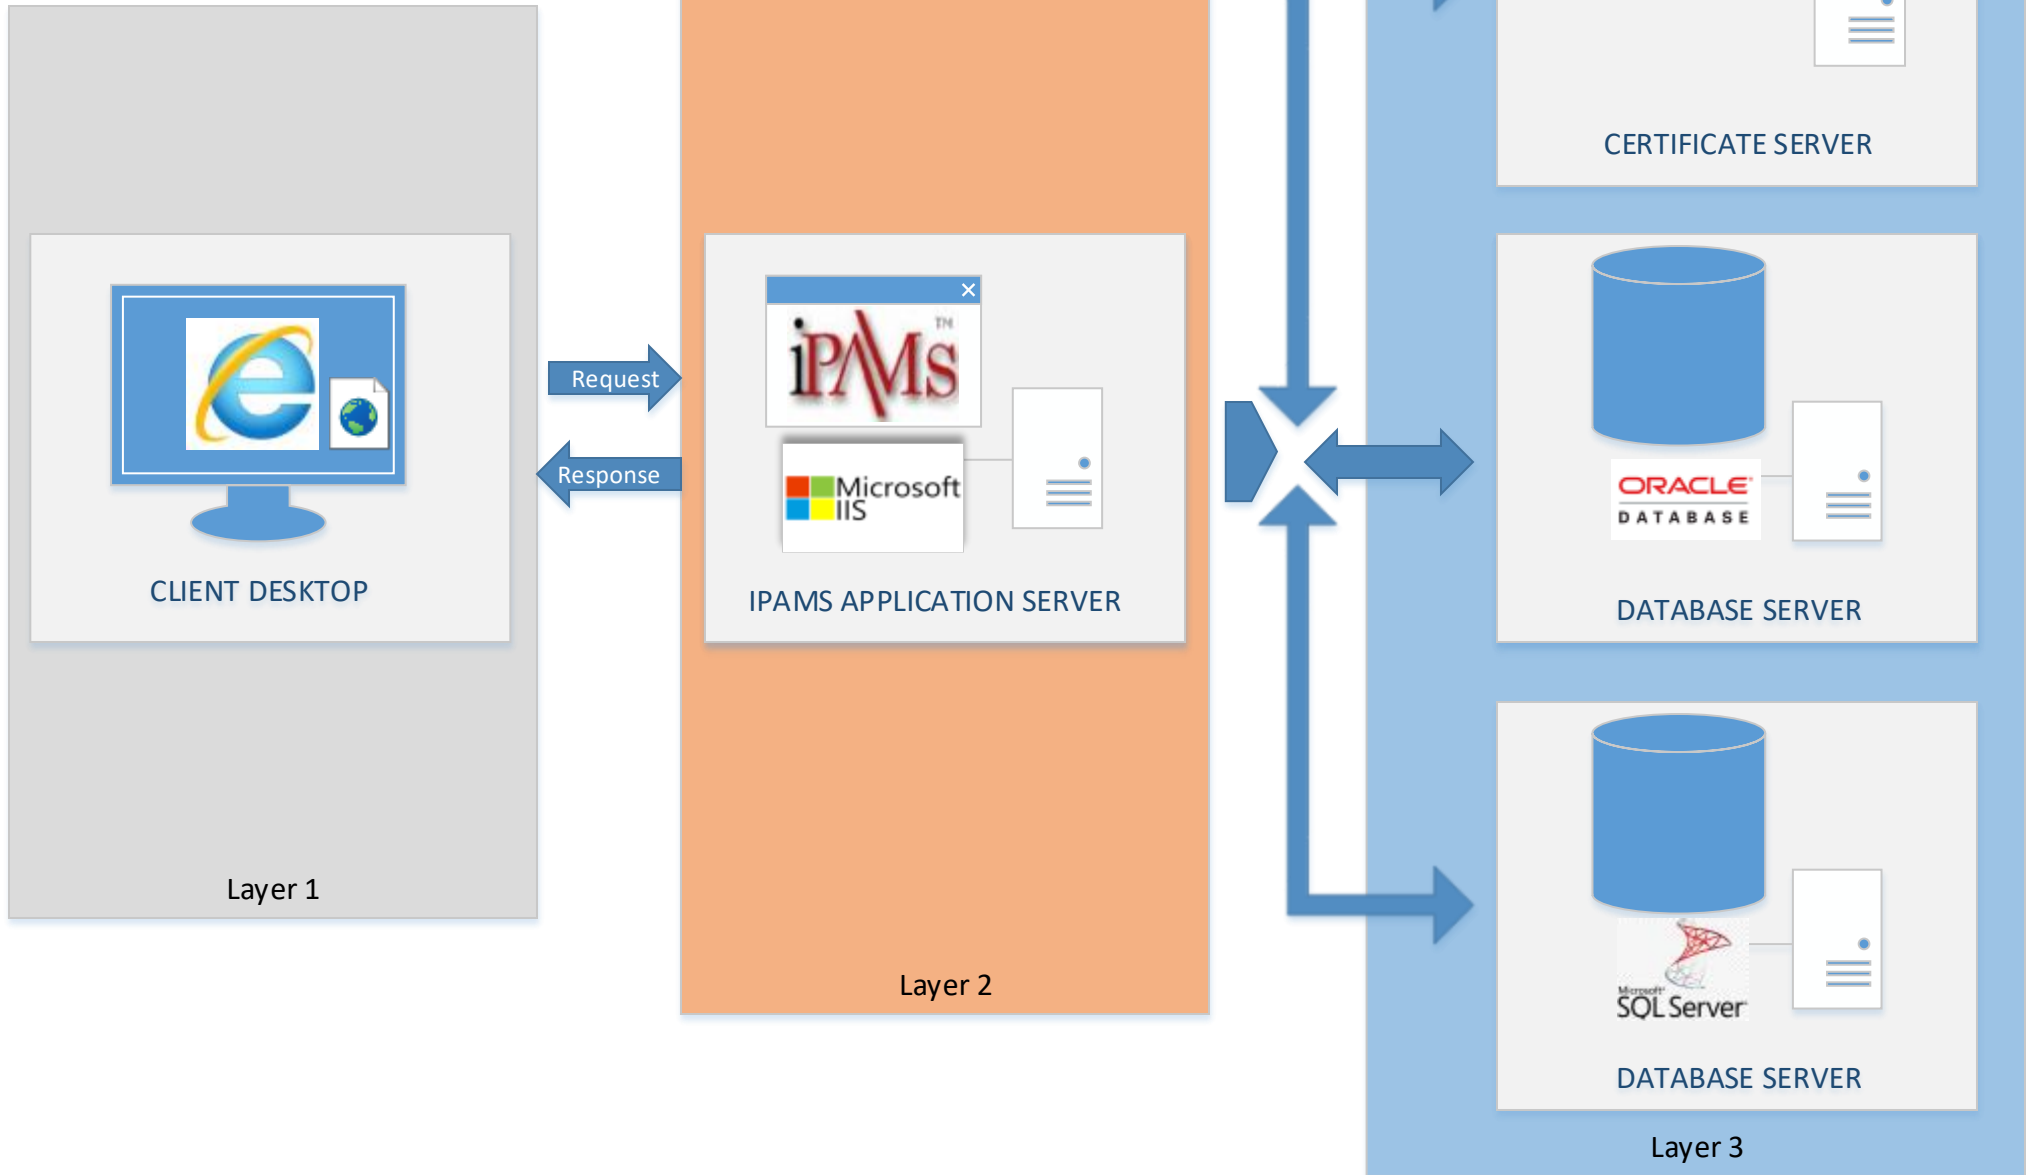 CERTIFICATE SERVER
iPAMs TM
Request
Response
Microsoft
IIS
ORACLE
DATABASE
CLIENT DESKTOP
IPAMS APPLICATION SERVER
DATABASE SERVER
Layer 1
Layer 2
Microsoft
SQL Server
DATABASE SERVER
Layer 3